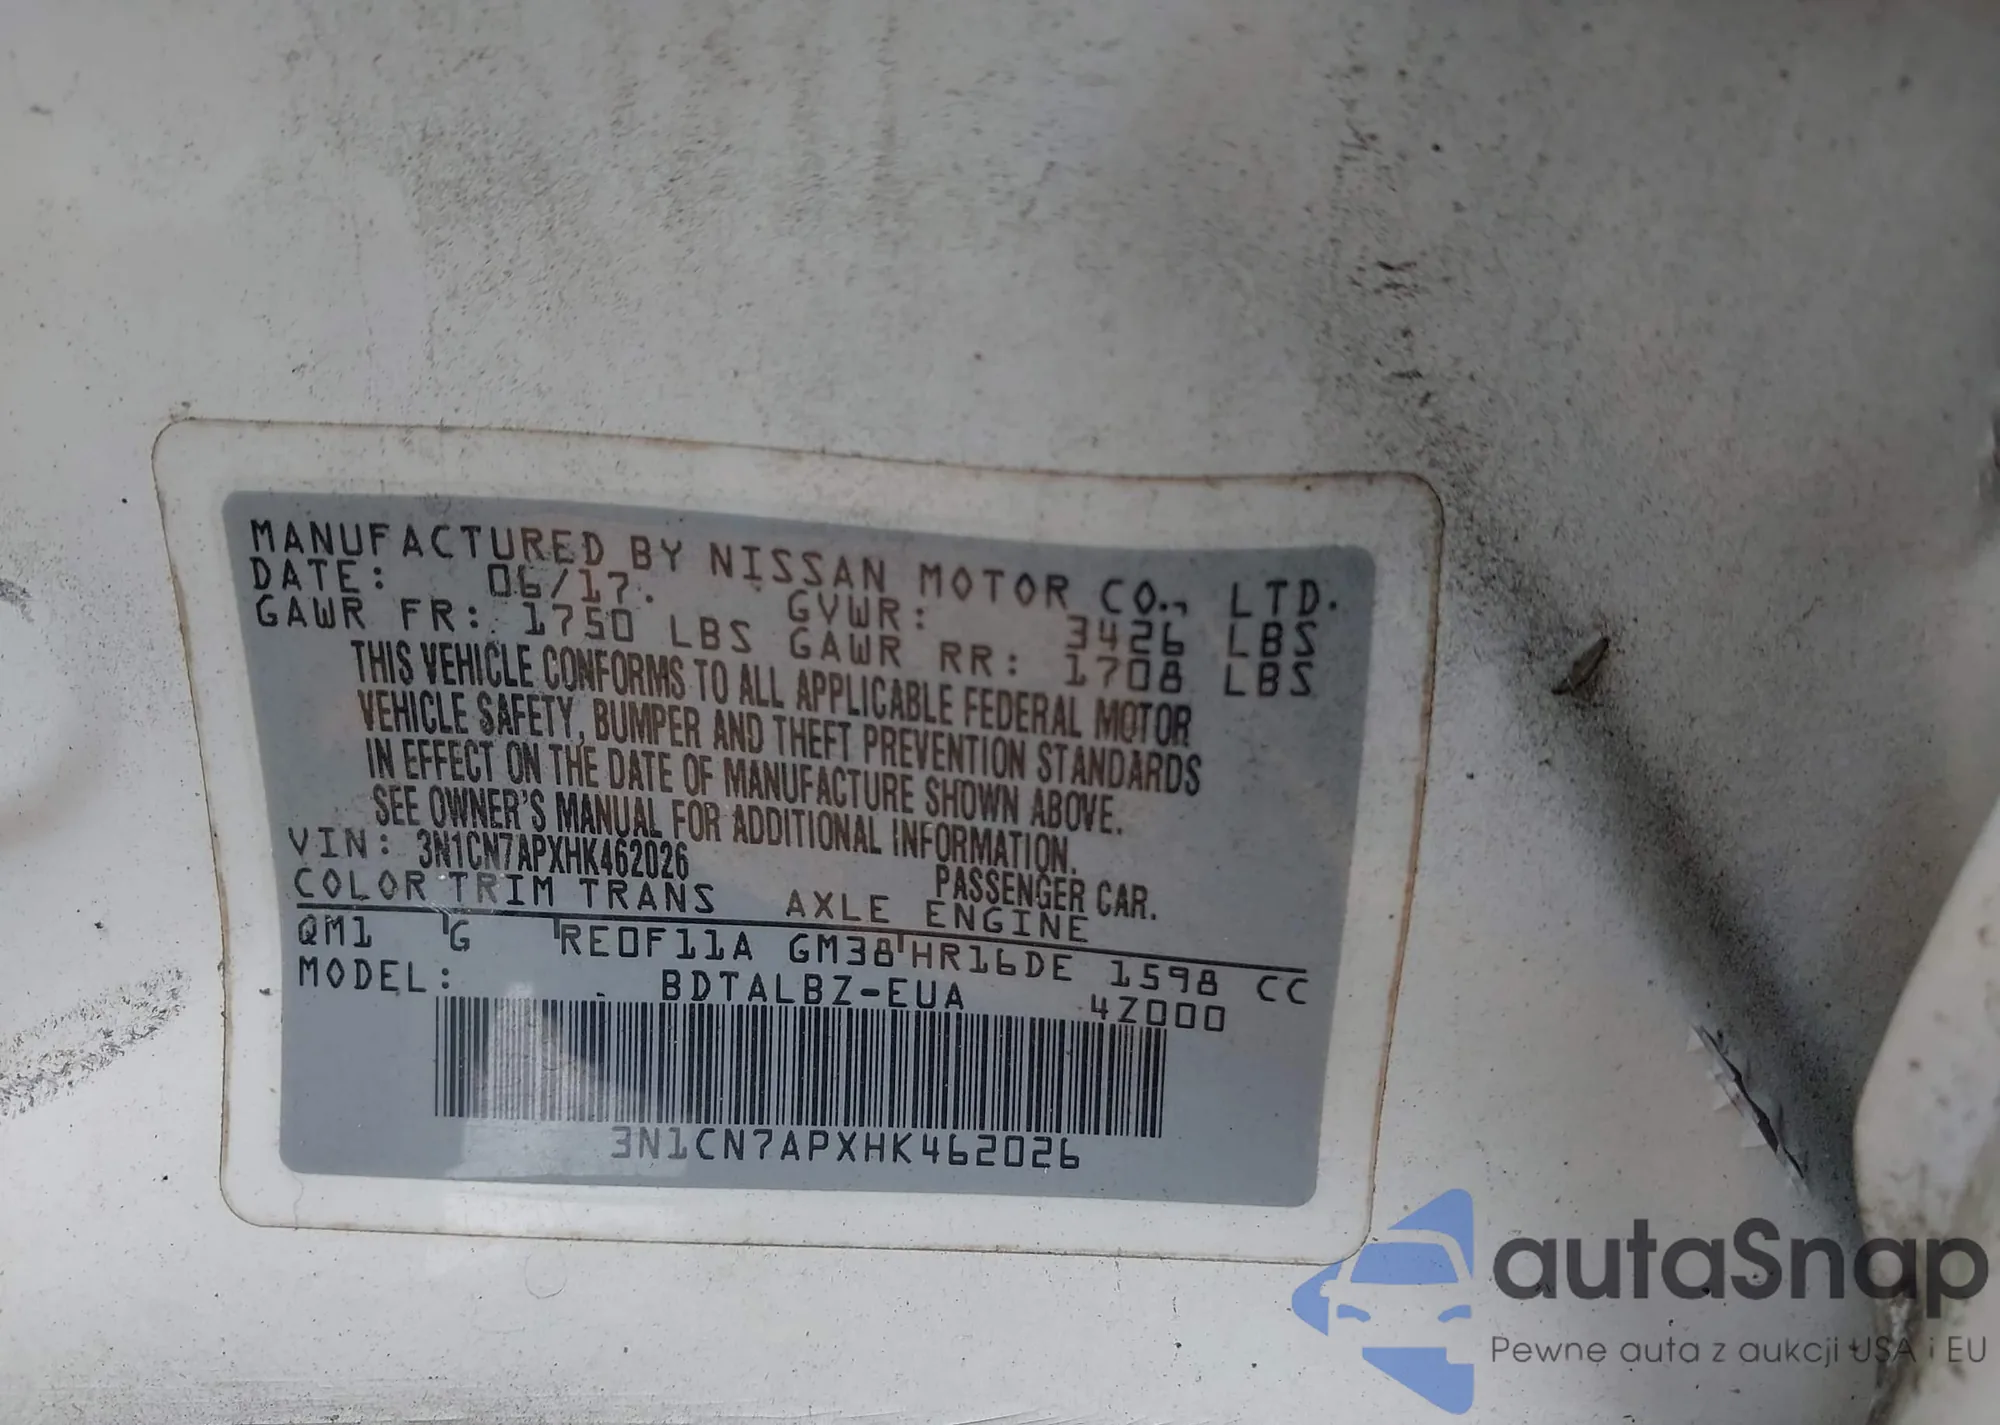 MANUFACTURED BY NISSAN MOTOR CO., LTD.
DATE: 06/17. GVWR: 3426 LBS
GAWR FR: 1750 LBS GAWR RR: 1708 LBS
THIS VEHICLE CONFORMS TO ALL APPLICABLE FEDERAL MOTOR
VEHICLE SAFETY, BUMPER AND THEFT PREVENTION STANDARDS
IN EFFECT ON THE DATE OF MANUFACTURE SHOWN ABOVE.
SEE OWNER'S MANUAL FOR ADDITIONAL INFORMATION.
VIN: 3N1CN7APXHK462026 PASSENGER CAR.
COLOR TRIM TRANS AXLE ENGINE
QM1 G RE0F11A GM38 HR16DE 1598 CC
MODEL: BDTALBZ-EUA 4Z000
3N1CN7APXHK462026
autaSnap
Pewne auta z aukcji USA i EU